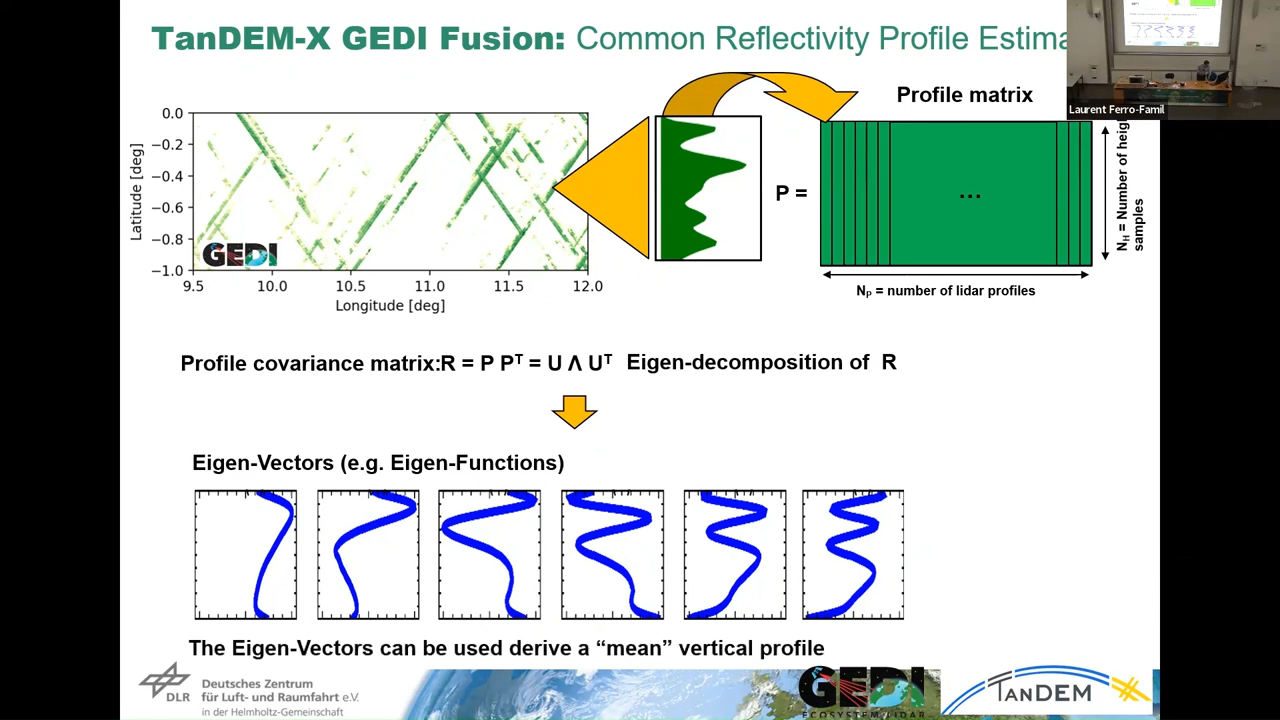 TanDEM-X GEDI Fusion: Common Reflectivity Profile Estima
Laurent Ferro-Famil
Profile matrix
0.0
−0.2
−0.4
−0.6
−0.8
−1.0
Latitude [deg]
GEDI
9.5 10.0 10.5 11.0 11.5 12.0
Longitude [deg]
P =
...
N_H = Number of heigh
samples
N_P = number of lidar profiles
Profile covariance matrix:R = P Pᵀ = U Λ Uᵀ Eigen-decomposition of R
Eigen-Vectors (e.g. Eigen-Functions)
The Eigen-Vectors can be used derive a “mean” vertical profile
DLR
Deutsches Zentrum
für Luft- und Raumfahrt e.V.
in der Helmholtz-Gemeinschaft
GEDI
ECOSYSTEM LIDAR
TANDEM